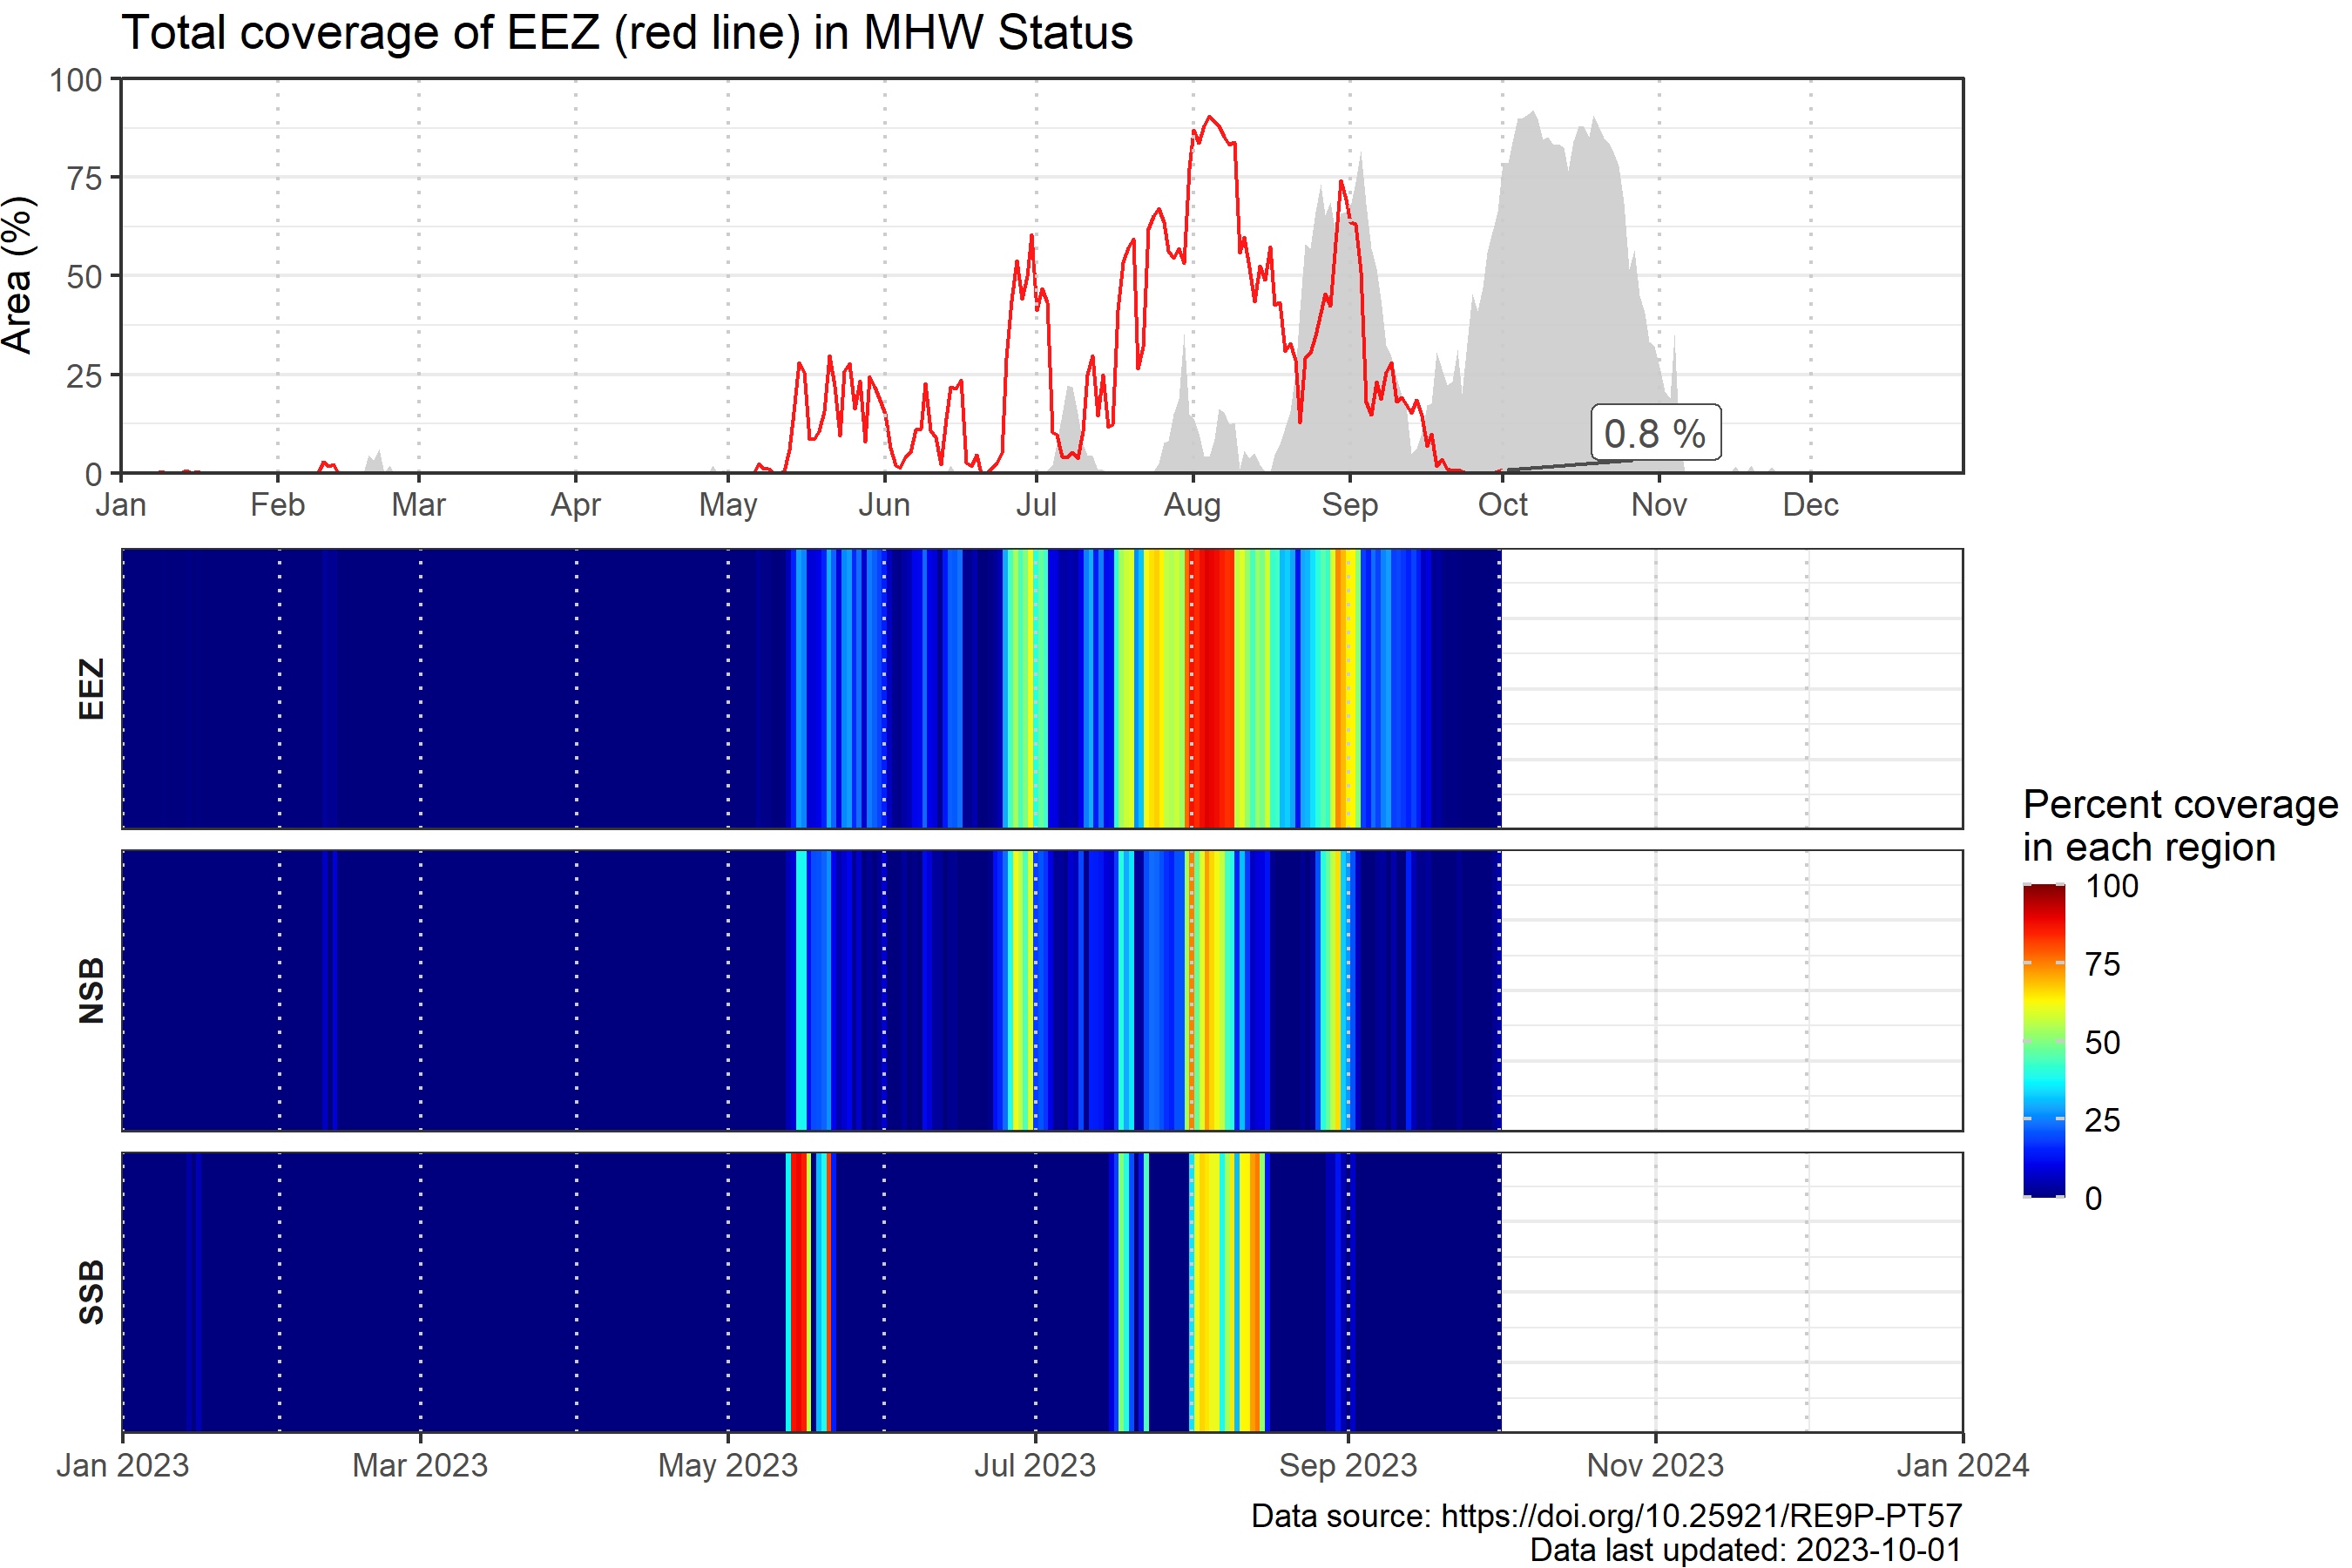 Total coverage of EEZ (red line) in MHW Status
Area (%)
100
75
50
25
0
0.8 %
Jan Feb Mar Apr May Jun Jul Aug Sep Oct Nov Dec
EEZ
NSB
SSB
Jan 2023 Mar 2023 May 2023 Jul 2023 Sep 2023 Nov 2023 Jan 2024
Percent coverage
in each region
100
75
50
25
0
Data source: https://doi.org/10.25921/RE9P-PT57
Data last updated: 2023-10-01